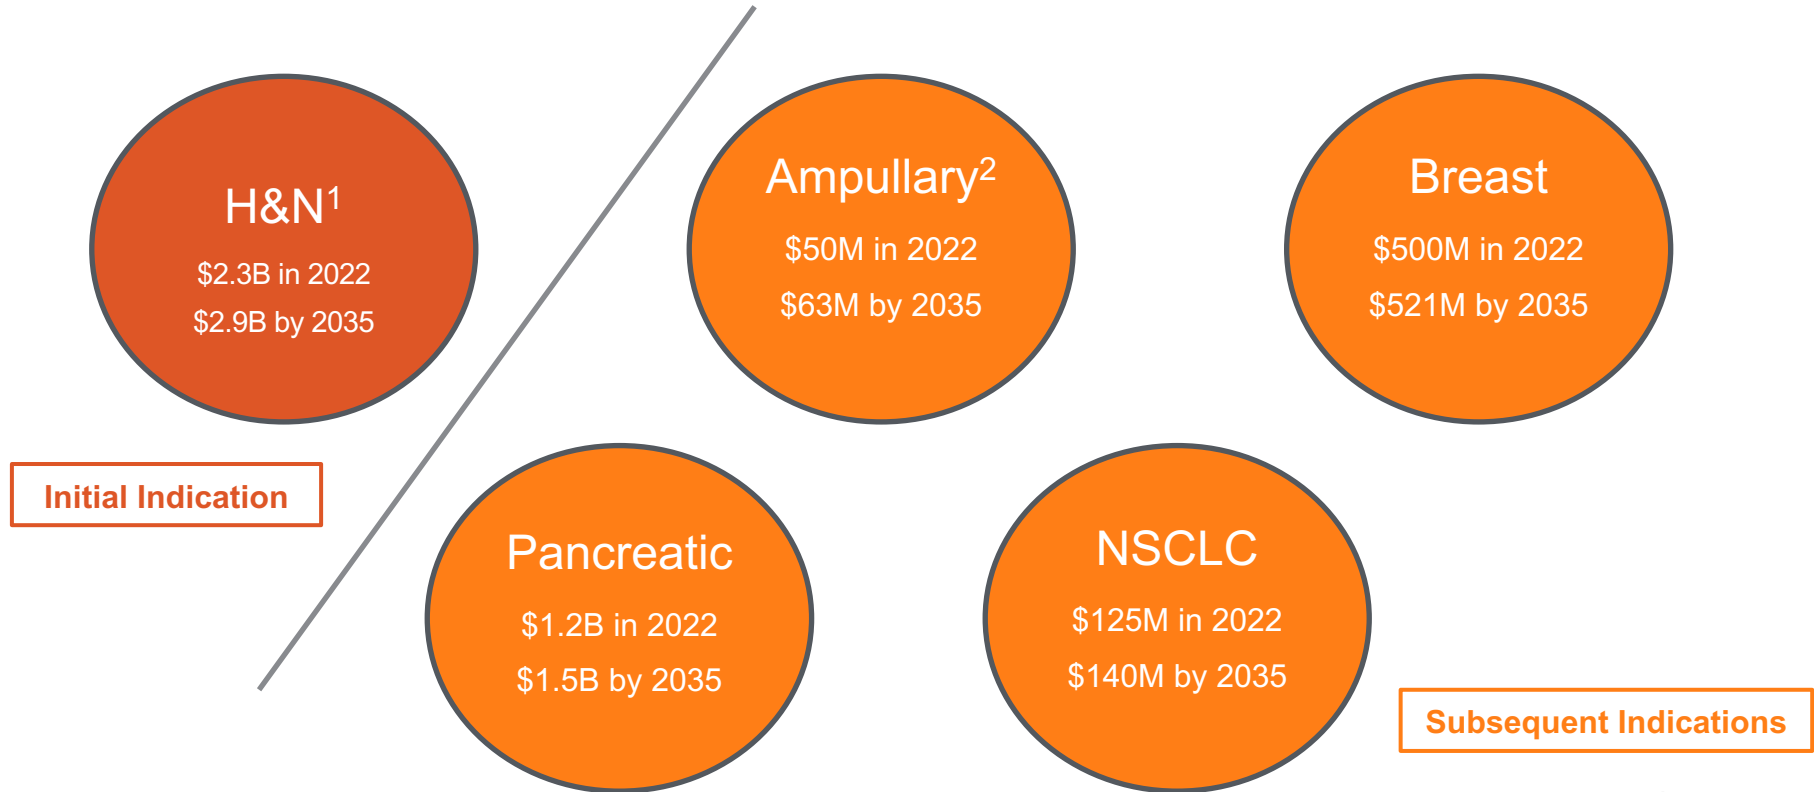 H&N¹
$2.3B in 2022
$2.9B by 2035
Initial Indication
Ampullary²
$50M in 2022
$63M by 2035
Breast
$500M in 2022
$521M by 2035
Pancreatic
$1.2B in 2022
$1.5B by 2035
NSCLC
$125M in 2022
$140M by 2035
Subsequent Indications